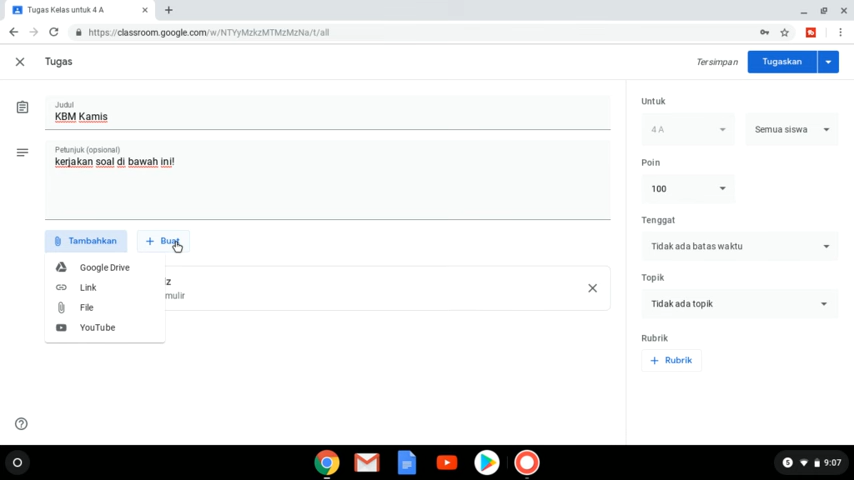 Tugas Kelas untuk 4 A
https://classroom.google.com/w/NTYyMzkzMTMzMzNa/t/all
Tugas
Tersimpan
Tugaskan
Judul
KBM Kamis
Petunjuk (opsional)
kerjakan soal di bawah ini!
Tambahkan
+ Buat
Google Drive
Link
File
YouTube
iz
mulir
Untuk
4 A
Semua siswa
Poin
100
Tenggat
Tidak ada batas waktu
Topik
Tidak ada topik
Rubrik
+ Rubrik
9:07